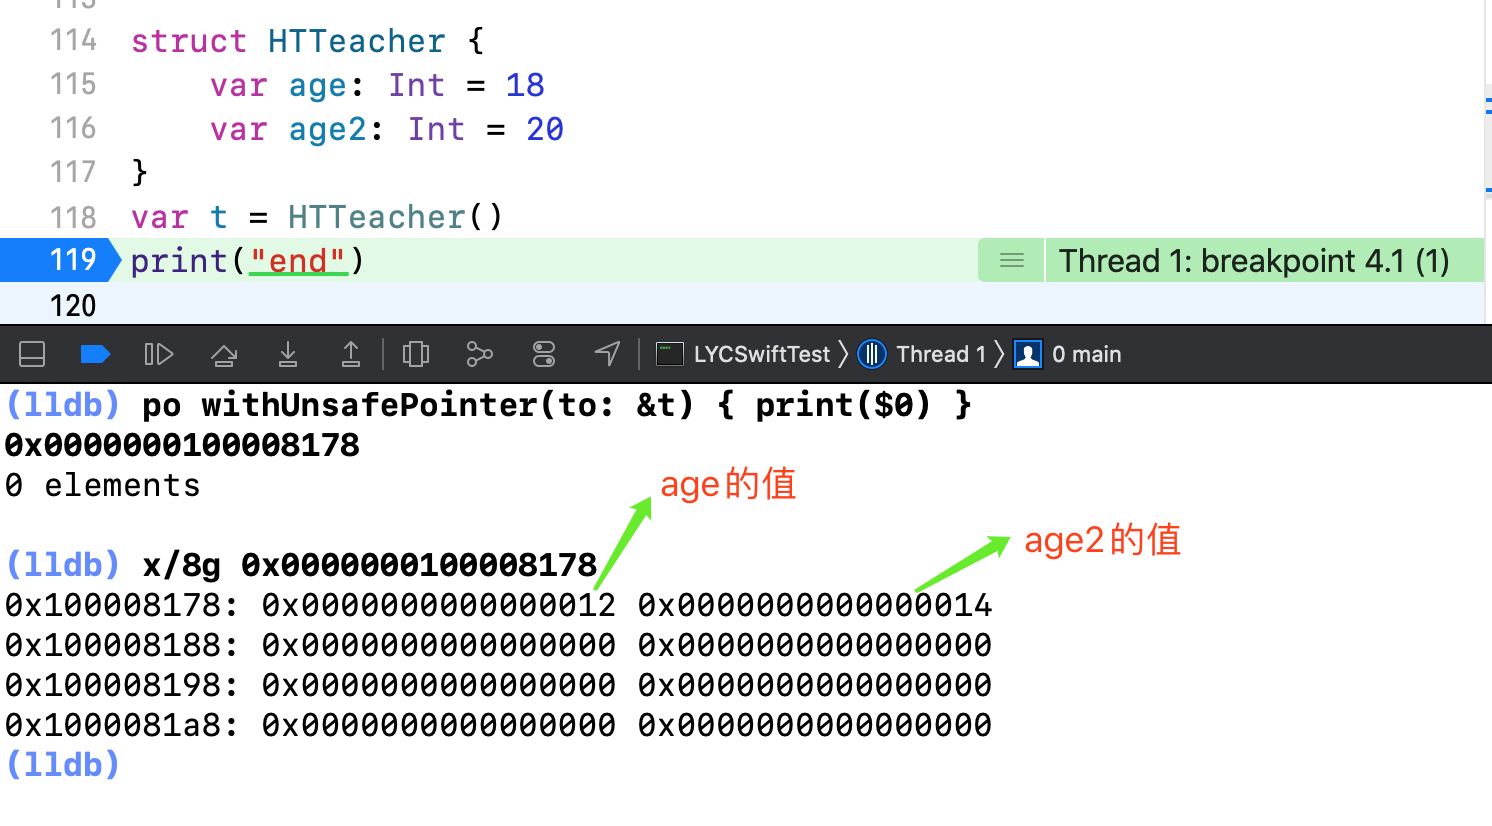 113
114 struct HTTeacher {
115     var age: Int = 18
116     var age2: Int = 20
117 }
118 var t = HTTeacher()
119 print("end") Thread 1: breakpoint 4.1 (1)
120
LYCSwiftTest Thread 1 0 main
(lldb) po withUnsafePointer(to: &t) { print($0) }
0x0000000100008178
0 elements
age的值
age2的值
(lldb) x/8g 0x0000000100008178
0x100008178: 0x0000000000000012 0x0000000000000014
0x100008188: 0x0000000000000000 0x0000000000000000
0x100008198: 0x0000000000000000 0x0000000000000000
0x1000081a8: 0x0000000000000000 0x0000000000000000
(lldb)